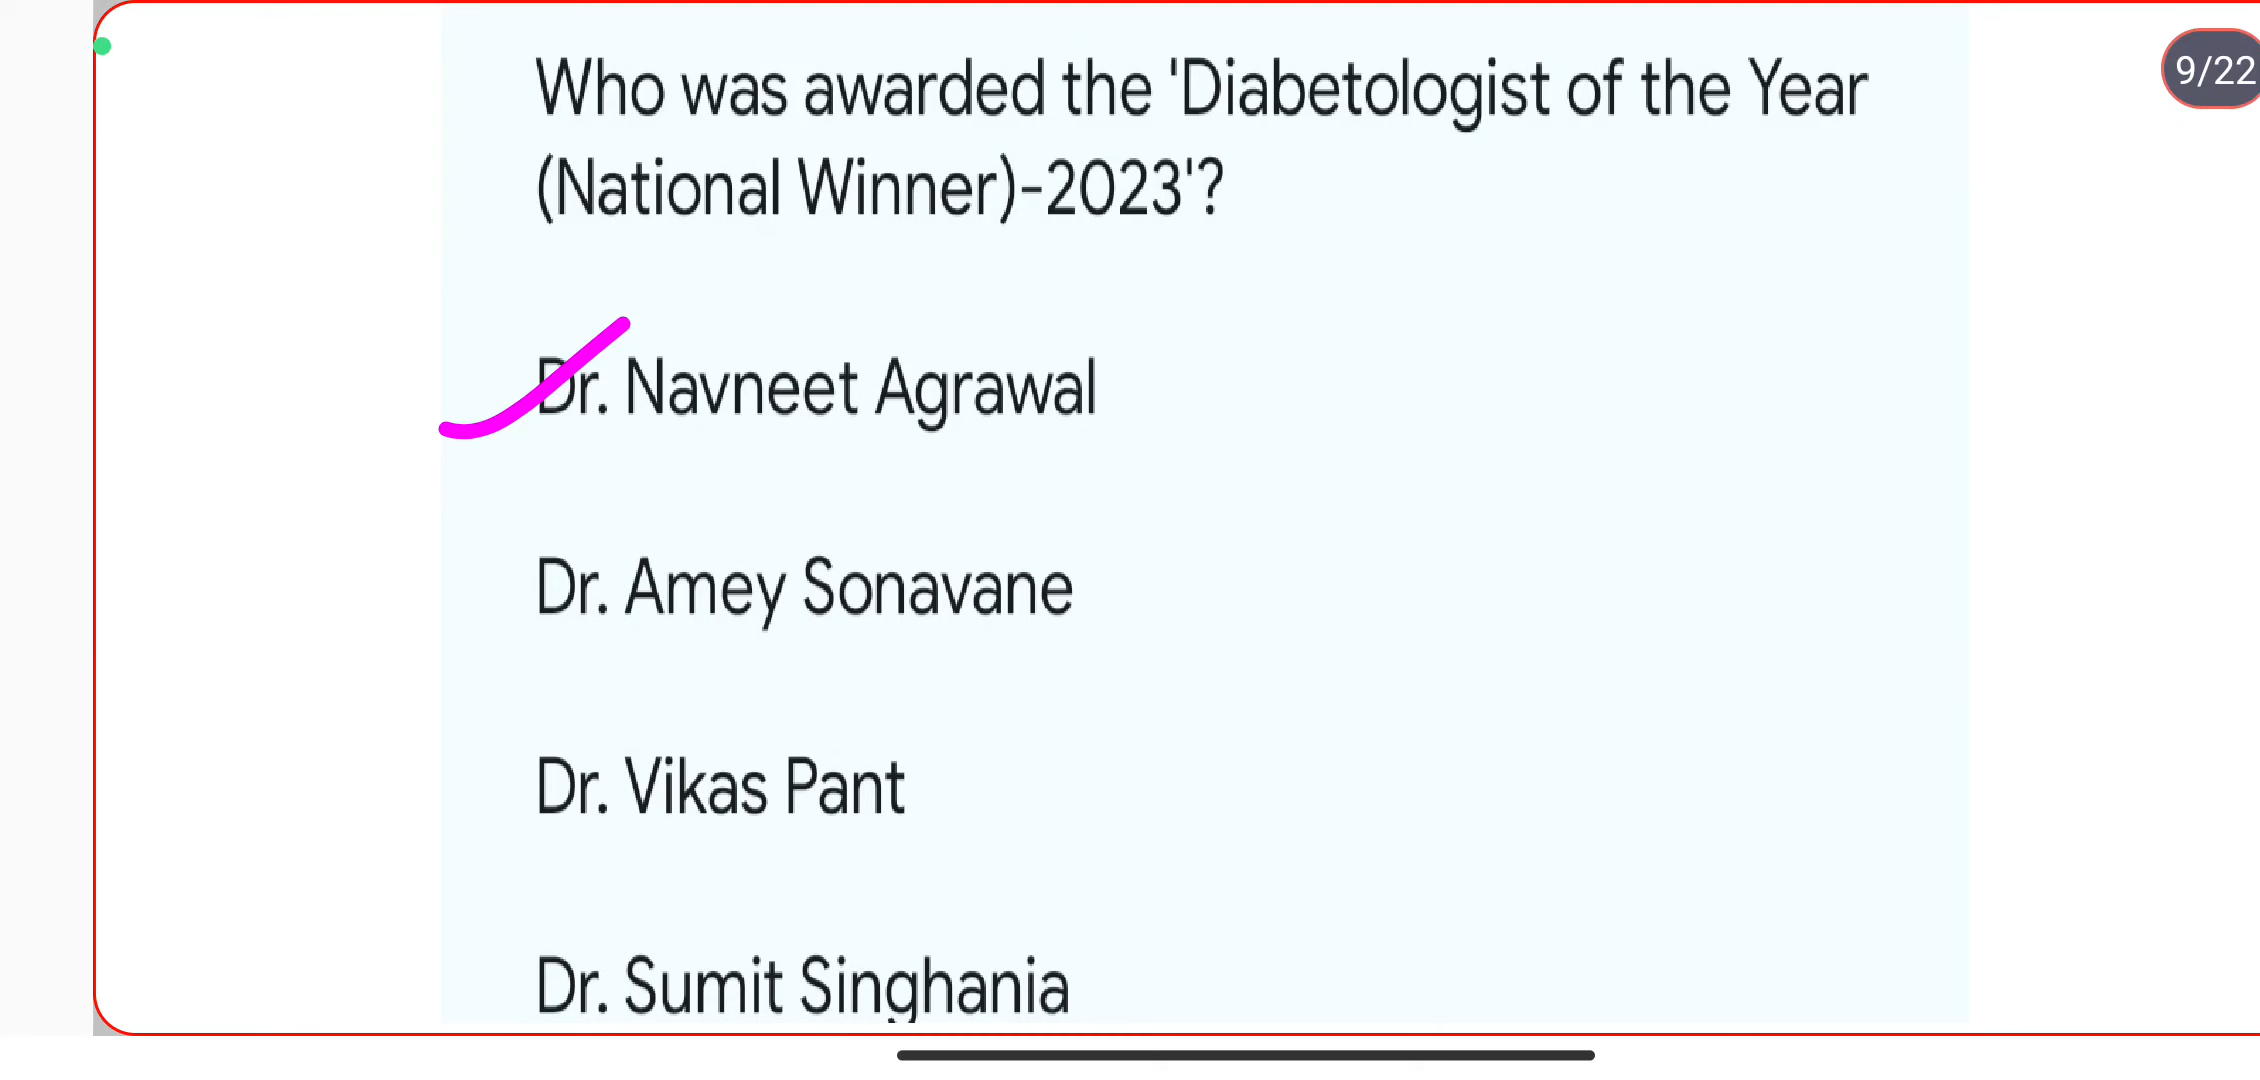 Who was awarded the 'Diabetologist of the Year
(National Winner)-2023'?
9/22
Dr. Navneet Agrawal
Dr. Amey Sonavane
Dr. Vikas Pant
Dr. Sumit Singhania